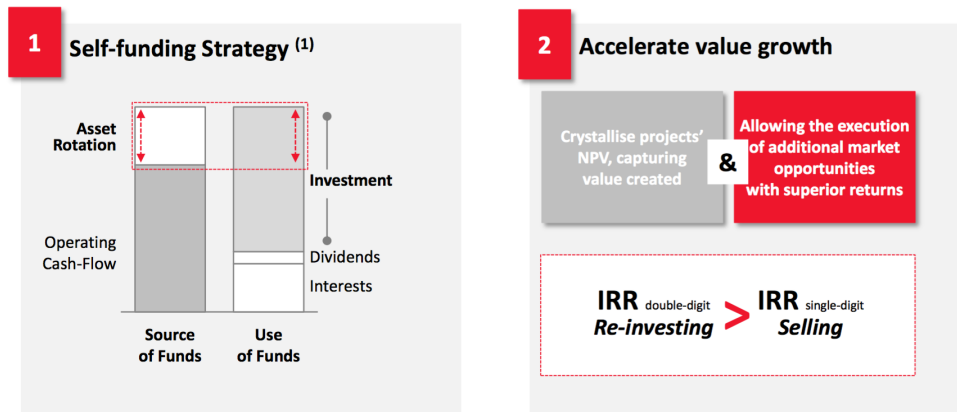 1
Self-funding Strategy (1)
Asset
Rotation
Investment
Operating
Cash-Flow
Dividends
Interests
Source
of Funds
Use
of Funds
2
Accelerate value growth
Crystallise projects’
NPV, capturing
value created
&
Allowing the execution
of additional market
opportunities
with superior returns
IRR double-digit
Re-investing
>
IRR single-digit
Selling